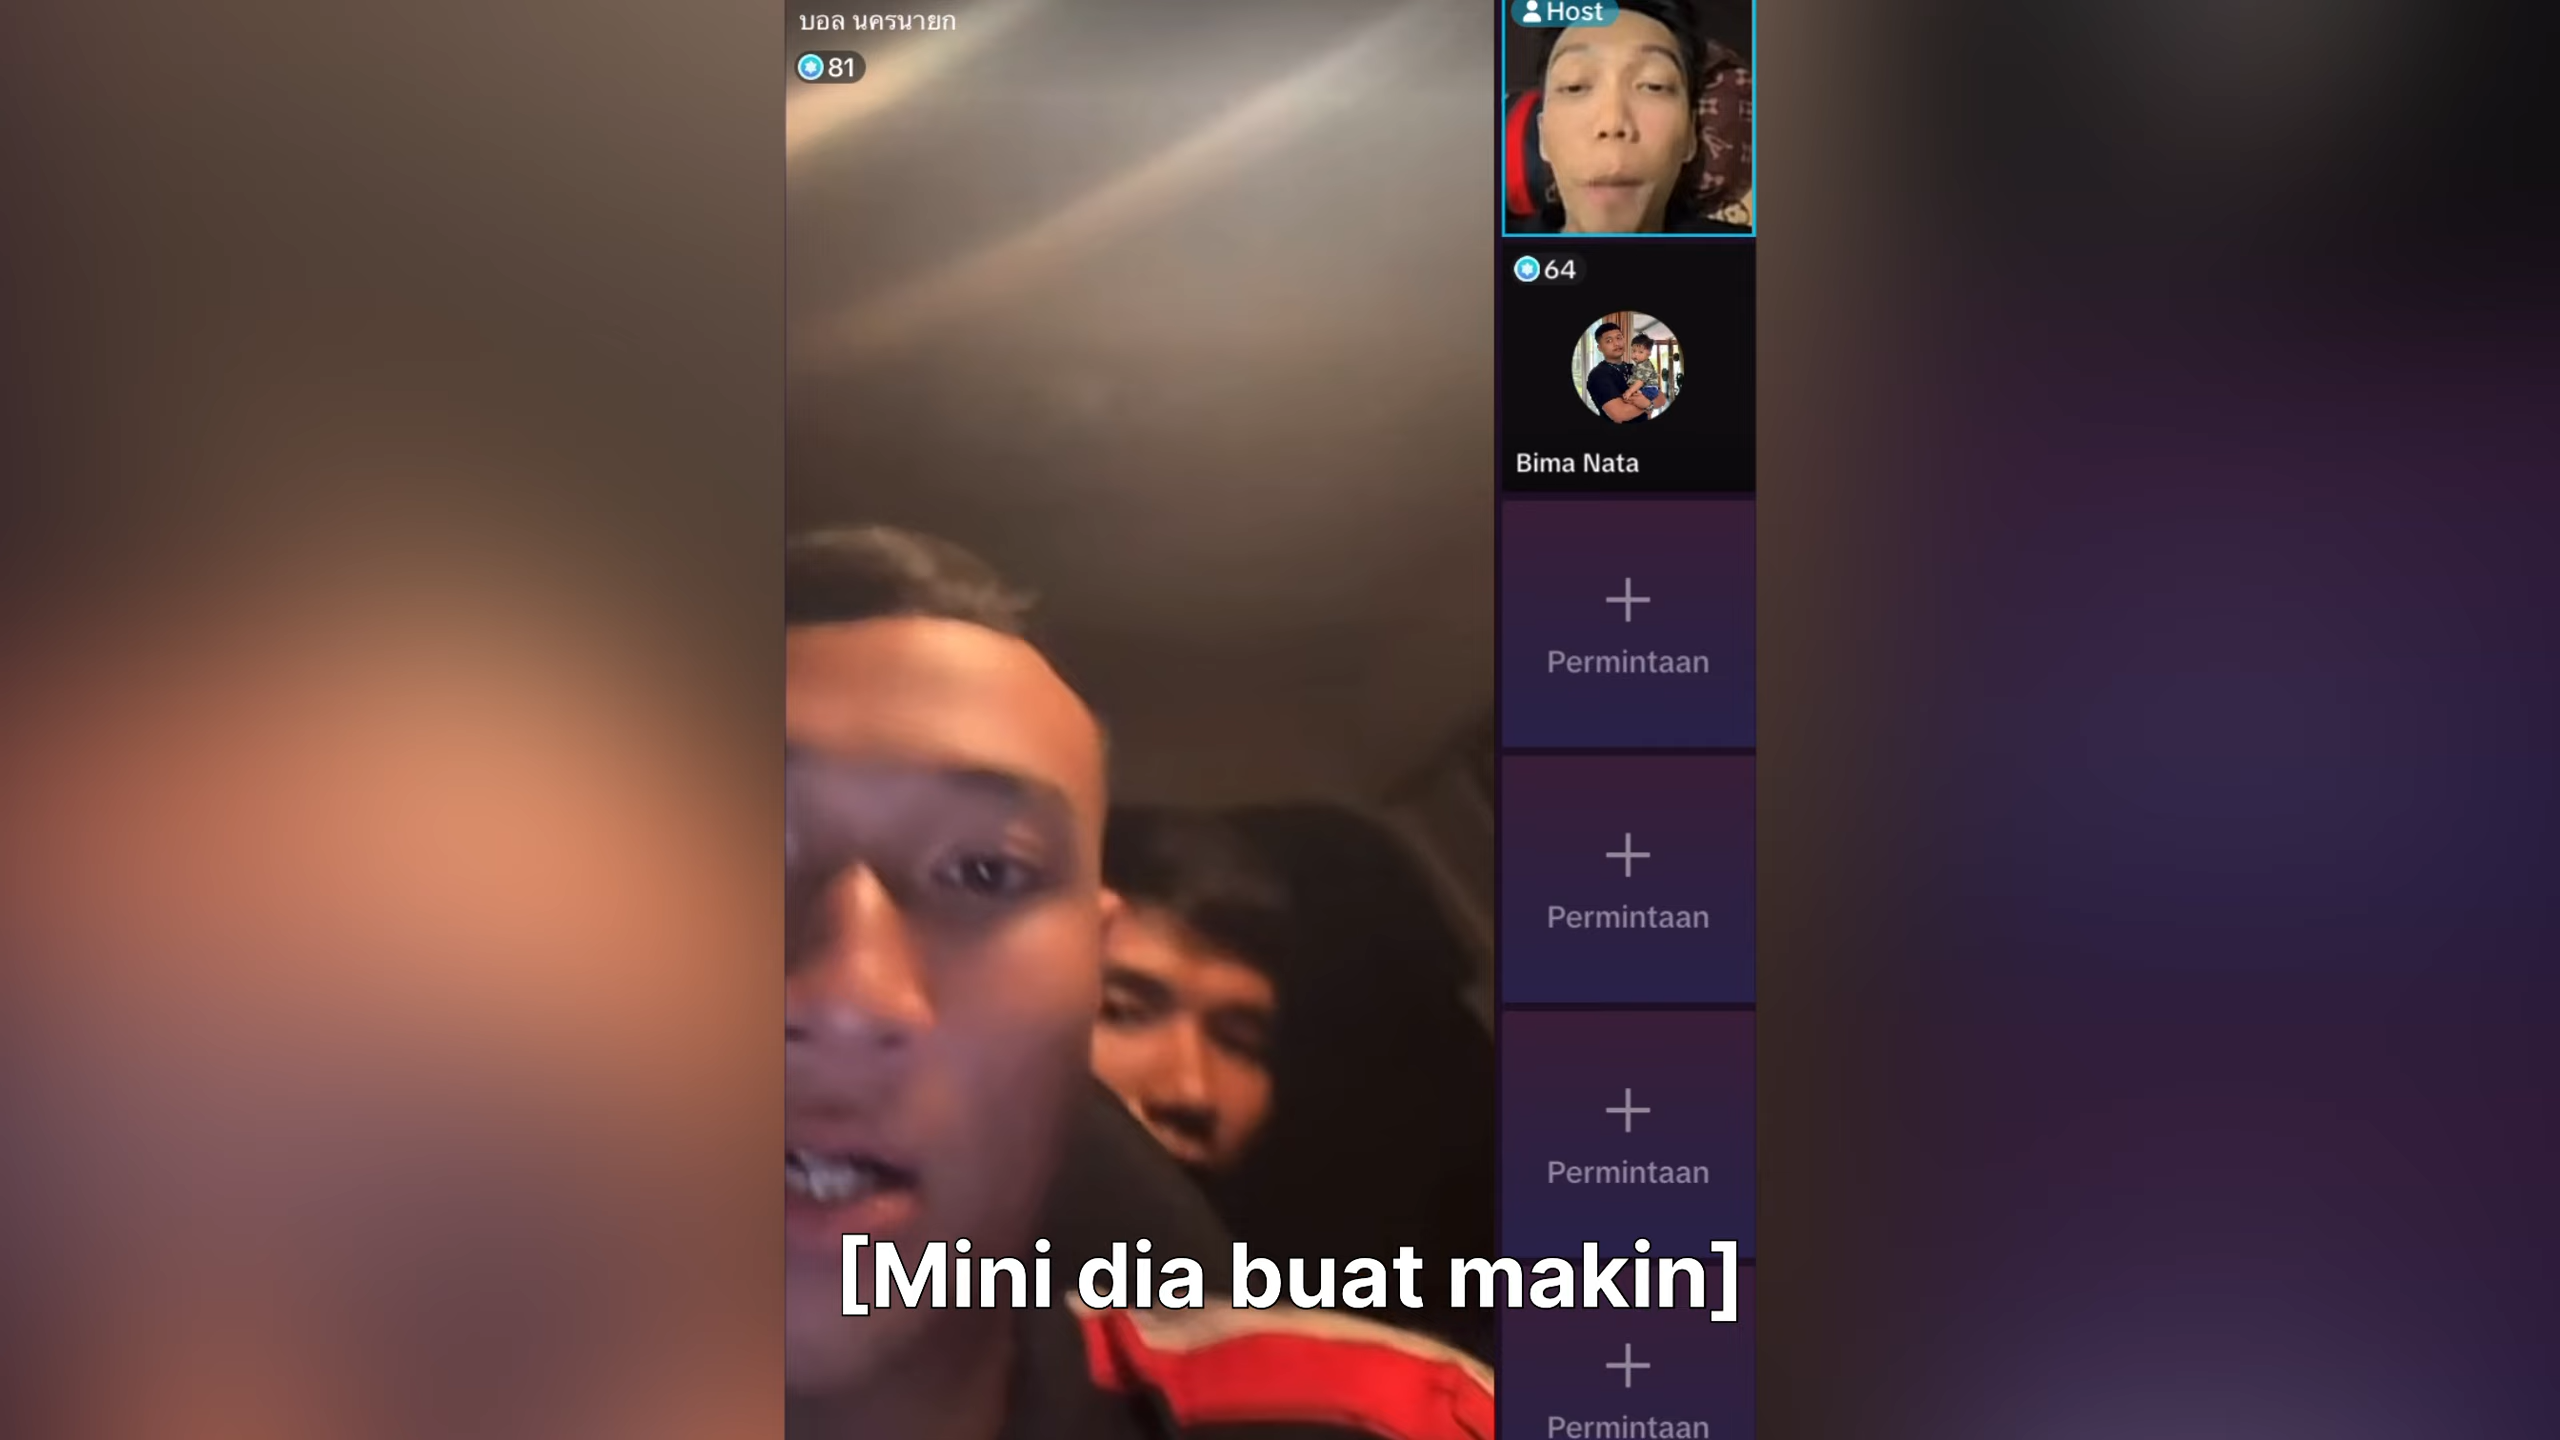 บอล นครนายก
81
Host
64
Bima Nata
Permintaan
Permintaan
Permintaan
Permintaan
[Mini dia buat makin]